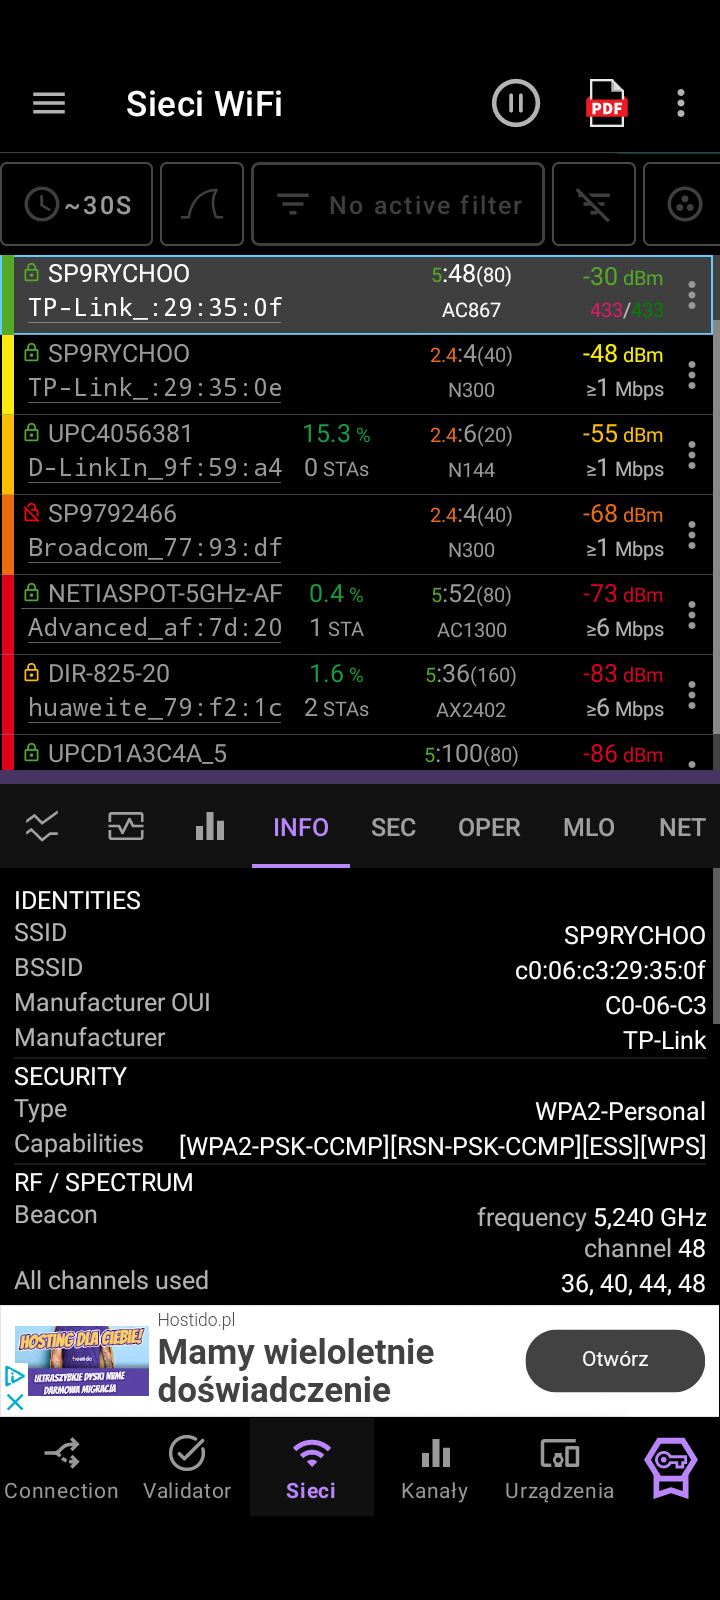 Sieci WiFi
PDF
~30S
No active filter
SP9RYCHOO 5:48(80) -30 dBm
TP-Link_:29:35:0f AC867 433/433
SP9RYCHOO 2.4:4(40) -48 dBm
TP-Link_:29:35:0e N300 ≥1 Mbps
UPC4056381 15.3 % 2.4:6(20) -55 dBm
D-LinkIn_9f:59:a4 0 STAs N144 ≥1 Mbps
SP9792466 2.4:4(40) -68 dBm
Broadcom_77:93:df N300 ≥1 Mbps
NETIASPOT-5GHz-AF 0.4 % 5:52(80) -73 dBm
Advanced_af:7d:20 1 STA AC1300 ≥6 Mbps
DIR-825-20 1.6 % 5:36(160) -83 dBm
huaweite_79:f2:1c 2 STAs AX2402 ≥6 Mbps
UPCD1A3C4A_5 5:100(80) -86 dBm
INFO SEC OPER MLO NET
IDENTITIES
SSID SP9RYCHOO
BSSID c0:06:c3:29:35:0f
Manufacturer OUI C0-06-C3
Manufacturer TP-Link
SECURITY
Type WPA2-Personal
Capabilities [WPA2-PSK-CCMP][RSN-PSK-CCMP][ESS][WPS]
RF / SPECTRUM
Beacon frequency 5,240 GHz
channel 48
All channels used 36, 40, 44, 48
HOSTING DLA CIEBIE!
hostido
ULTRASZYBKIE DYSKI NVME
DARMOWA MIGRACJA
Hostido.pl
Mamy wieloletnie
doświadczenie
Otwórz
Connection Validator Sieci Kanały Urządzenia